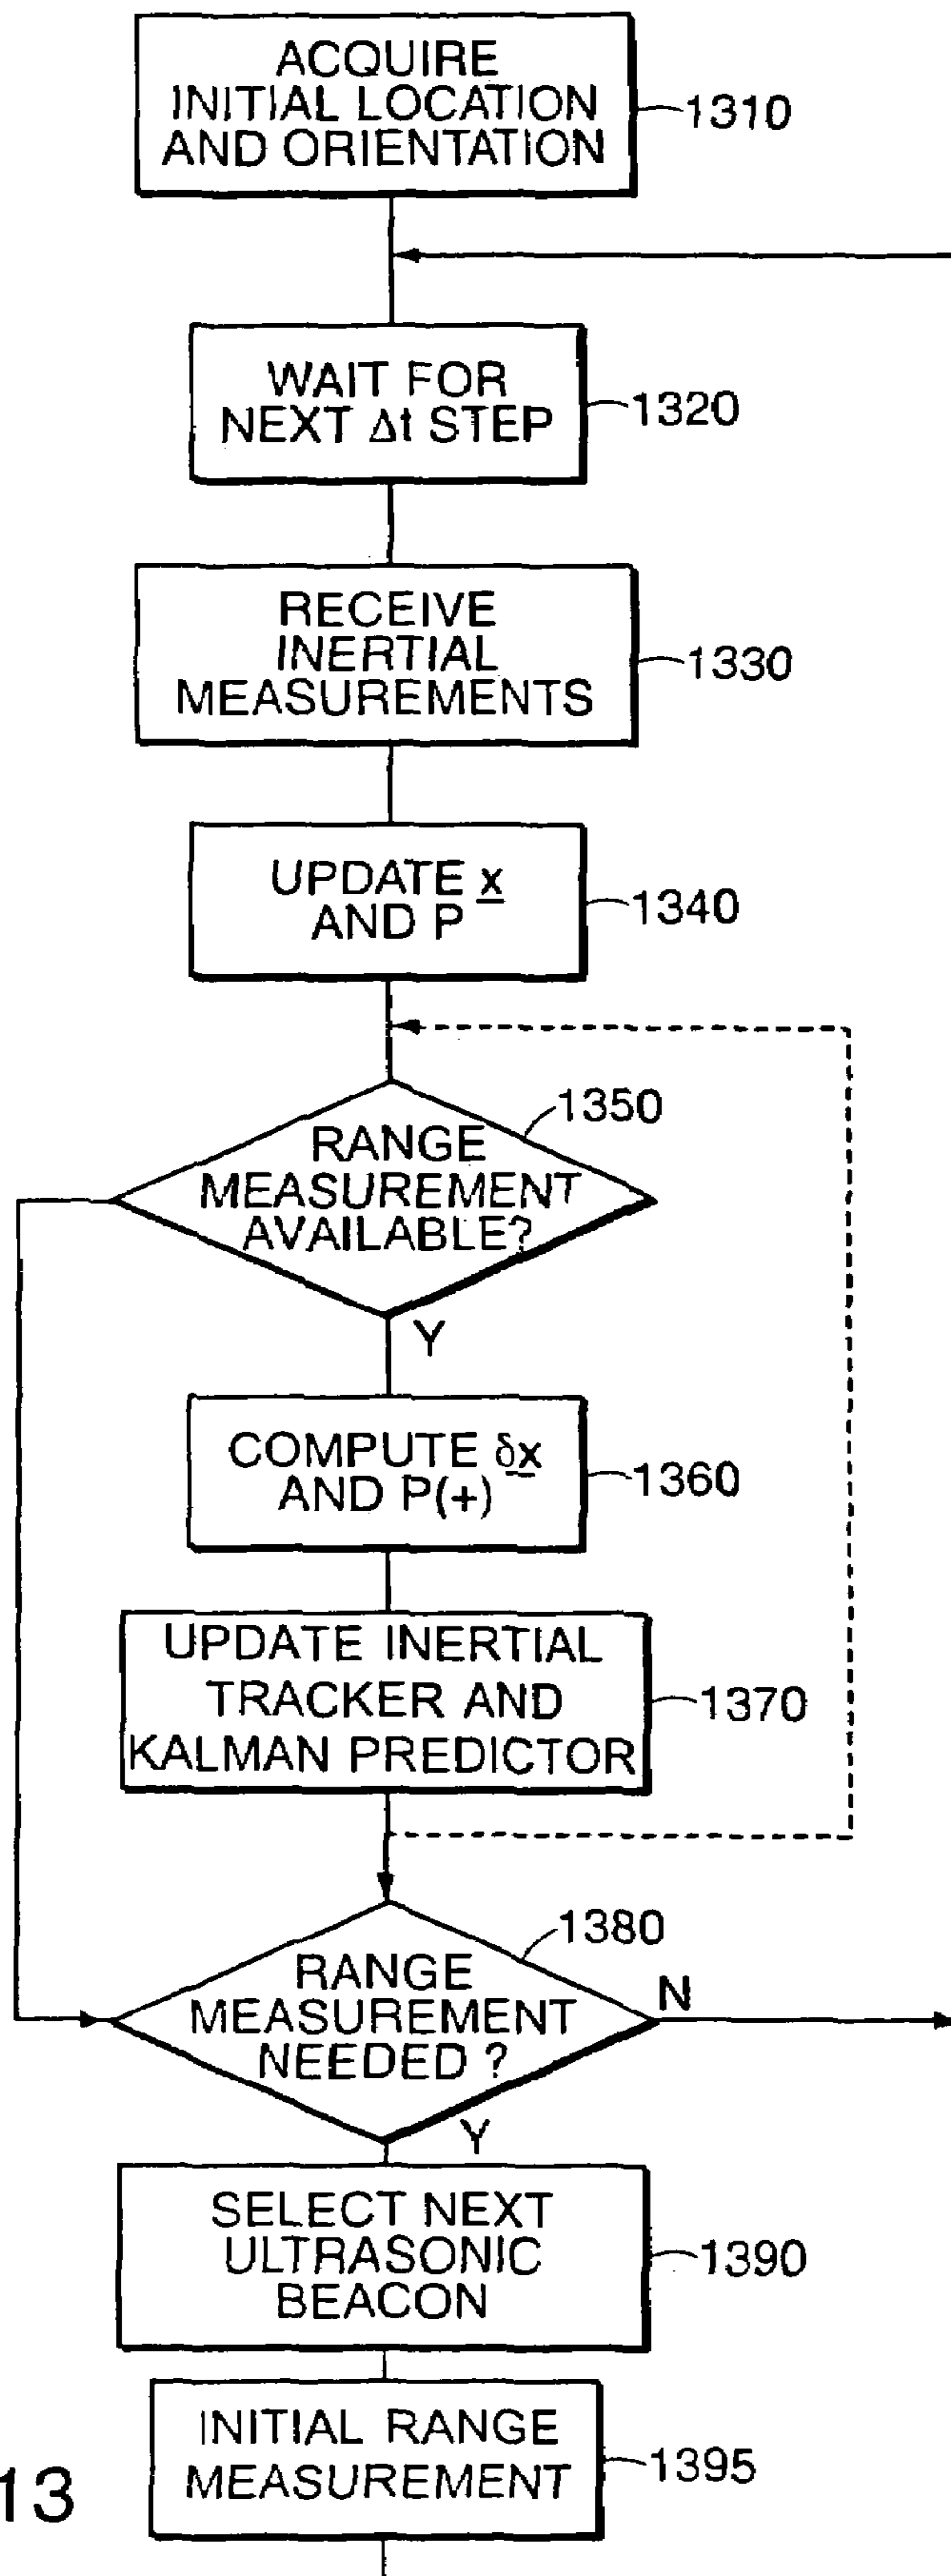 ACQUIRE
INITIAL LOCATION
AND ORIENTATION
1310
WAIT FOR
NEXT Δt STEP
1320
RECEIVE
INERTIAL
MEASUREMENTS
1330
UPDATE x
AND P
1340
1350
RANGE
MEASUREMENT
AVAILABLE?
Y
COMPUTE δx
AND P(+)
1360
UPDATE INERTIAL
TRACKER AND
KALMAN PREDICTOR
1370
1380
RANGE
MEASUREMENT
NEEDED ?
N
Y
SELECT NEXT
ULTRASONIC
BEACON
1390
INITIAL RANGE
MEASUREMENT
1395
13